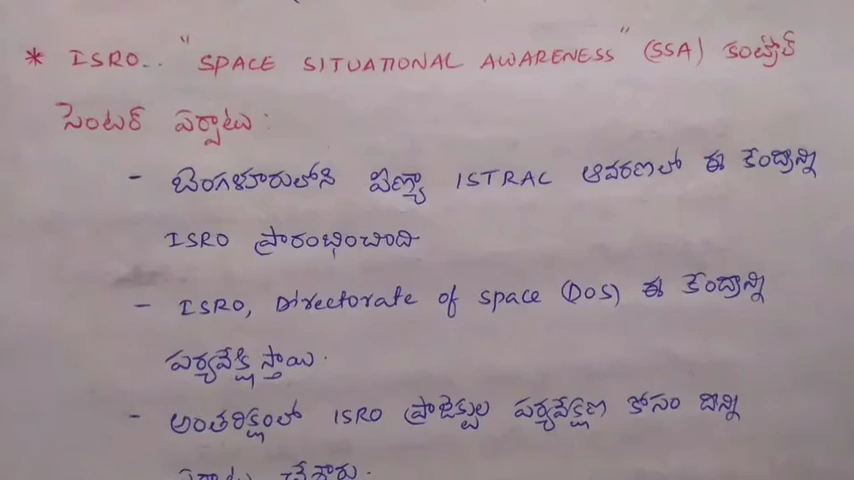 * ISRO.. "SPACE SITUATIONAL AWARENESS" (SSA) కంట్రోల్
సెంటర్ ఏర్పాటు:
- బెంగళూరులోని పీణ్యా ISTRAC ఆవరణలో ఈ కేంద్రాన్ని
ISRO ప్రారంభించింది
- ISRO, Directorate of space (DOS) ఈ కేంద్రాన్ని
పర్యవేక్షిస్తాయి.
- అంతరిక్షంలో ISRO ప్రాజెక్టుల పర్యవేక్షణ కోసం దీన్ని
ఏర్పాటు చేశారు.